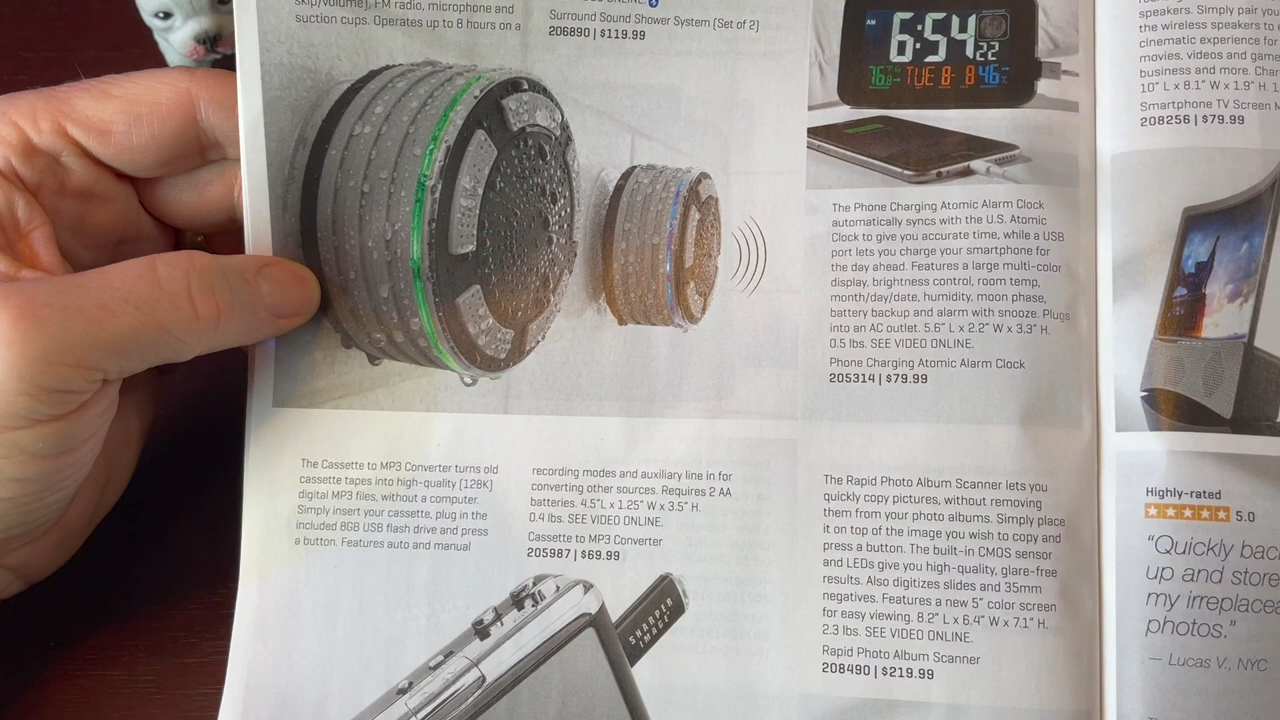 skip/volume], FM radio, microphone and
suction cups. Operates up to 8 hours on a
ONLINE.
Surround Sound Shower System [Set of 2]
206890 | $119.99
AM
6:54 22
76.8 TUE 8- 8 46
The Phone Charging Atomic Alarm Clock
automatically syncs with the U.S. Atomic
Clock to give you accurate time, while a USB
port lets you charge your smartphone for
the day ahead. Features a large multi-color
display, brightness control, room temp,
month/day/date, humidity, moon phase,
battery backup and alarm with snooze. Plugs
into an AC outlet. 5.6" L x 2.2" W x 3.3" H.
0.5 lbs. SEE VIDEO ONLINE.
Phone Charging Atomic Alarm Clock
205314 | $79.99
The Cassette to MP3 Converter turns old
cassette tapes into high-quality [128K]
digital MP3 files, without a computer.
Simply insert your cassette, plug in the
included 8GB USB flash drive and press
a button. Features auto and manual
recording modes and auxiliary line in for
converting other sources. Requires 2 AA
batteries. 4.5"L x 1.25" W x 3.5" H.
0.4 lbs. SEE VIDEO ONLINE.
Cassette to MP3 Converter
205987 | $69.99
SHARPER
IMAGE
The Rapid Photo Album Scanner lets you
quickly copy pictures, without removing
them from your photo albums. Simply place
it on top of the image you wish to copy and
press a button. The built-in CMOS sensor
and LEDs give you high-quality, glare-free
results. Also digitizes slides and 35mm
negatives. Features a new 5" color screen
for easy viewing. 8.2" L x 6.4" W x 7.1" H.
2.3 lbs. SEE VIDEO ONLINE.
Rapid Photo Album Scanner
208490 | $219.99
speakers. Simply pair you
the wireless speakers to
cinematic experience for
movies, videos and game
business and more. Char
10" L x 8.1" W x 1.9" H. 1
Smartphone TV Screen M
208256 | $79.99
Highly-rated
5.0
"Quickly bac
up and store
my irreplacea
photos."
— Lucas V., NYC